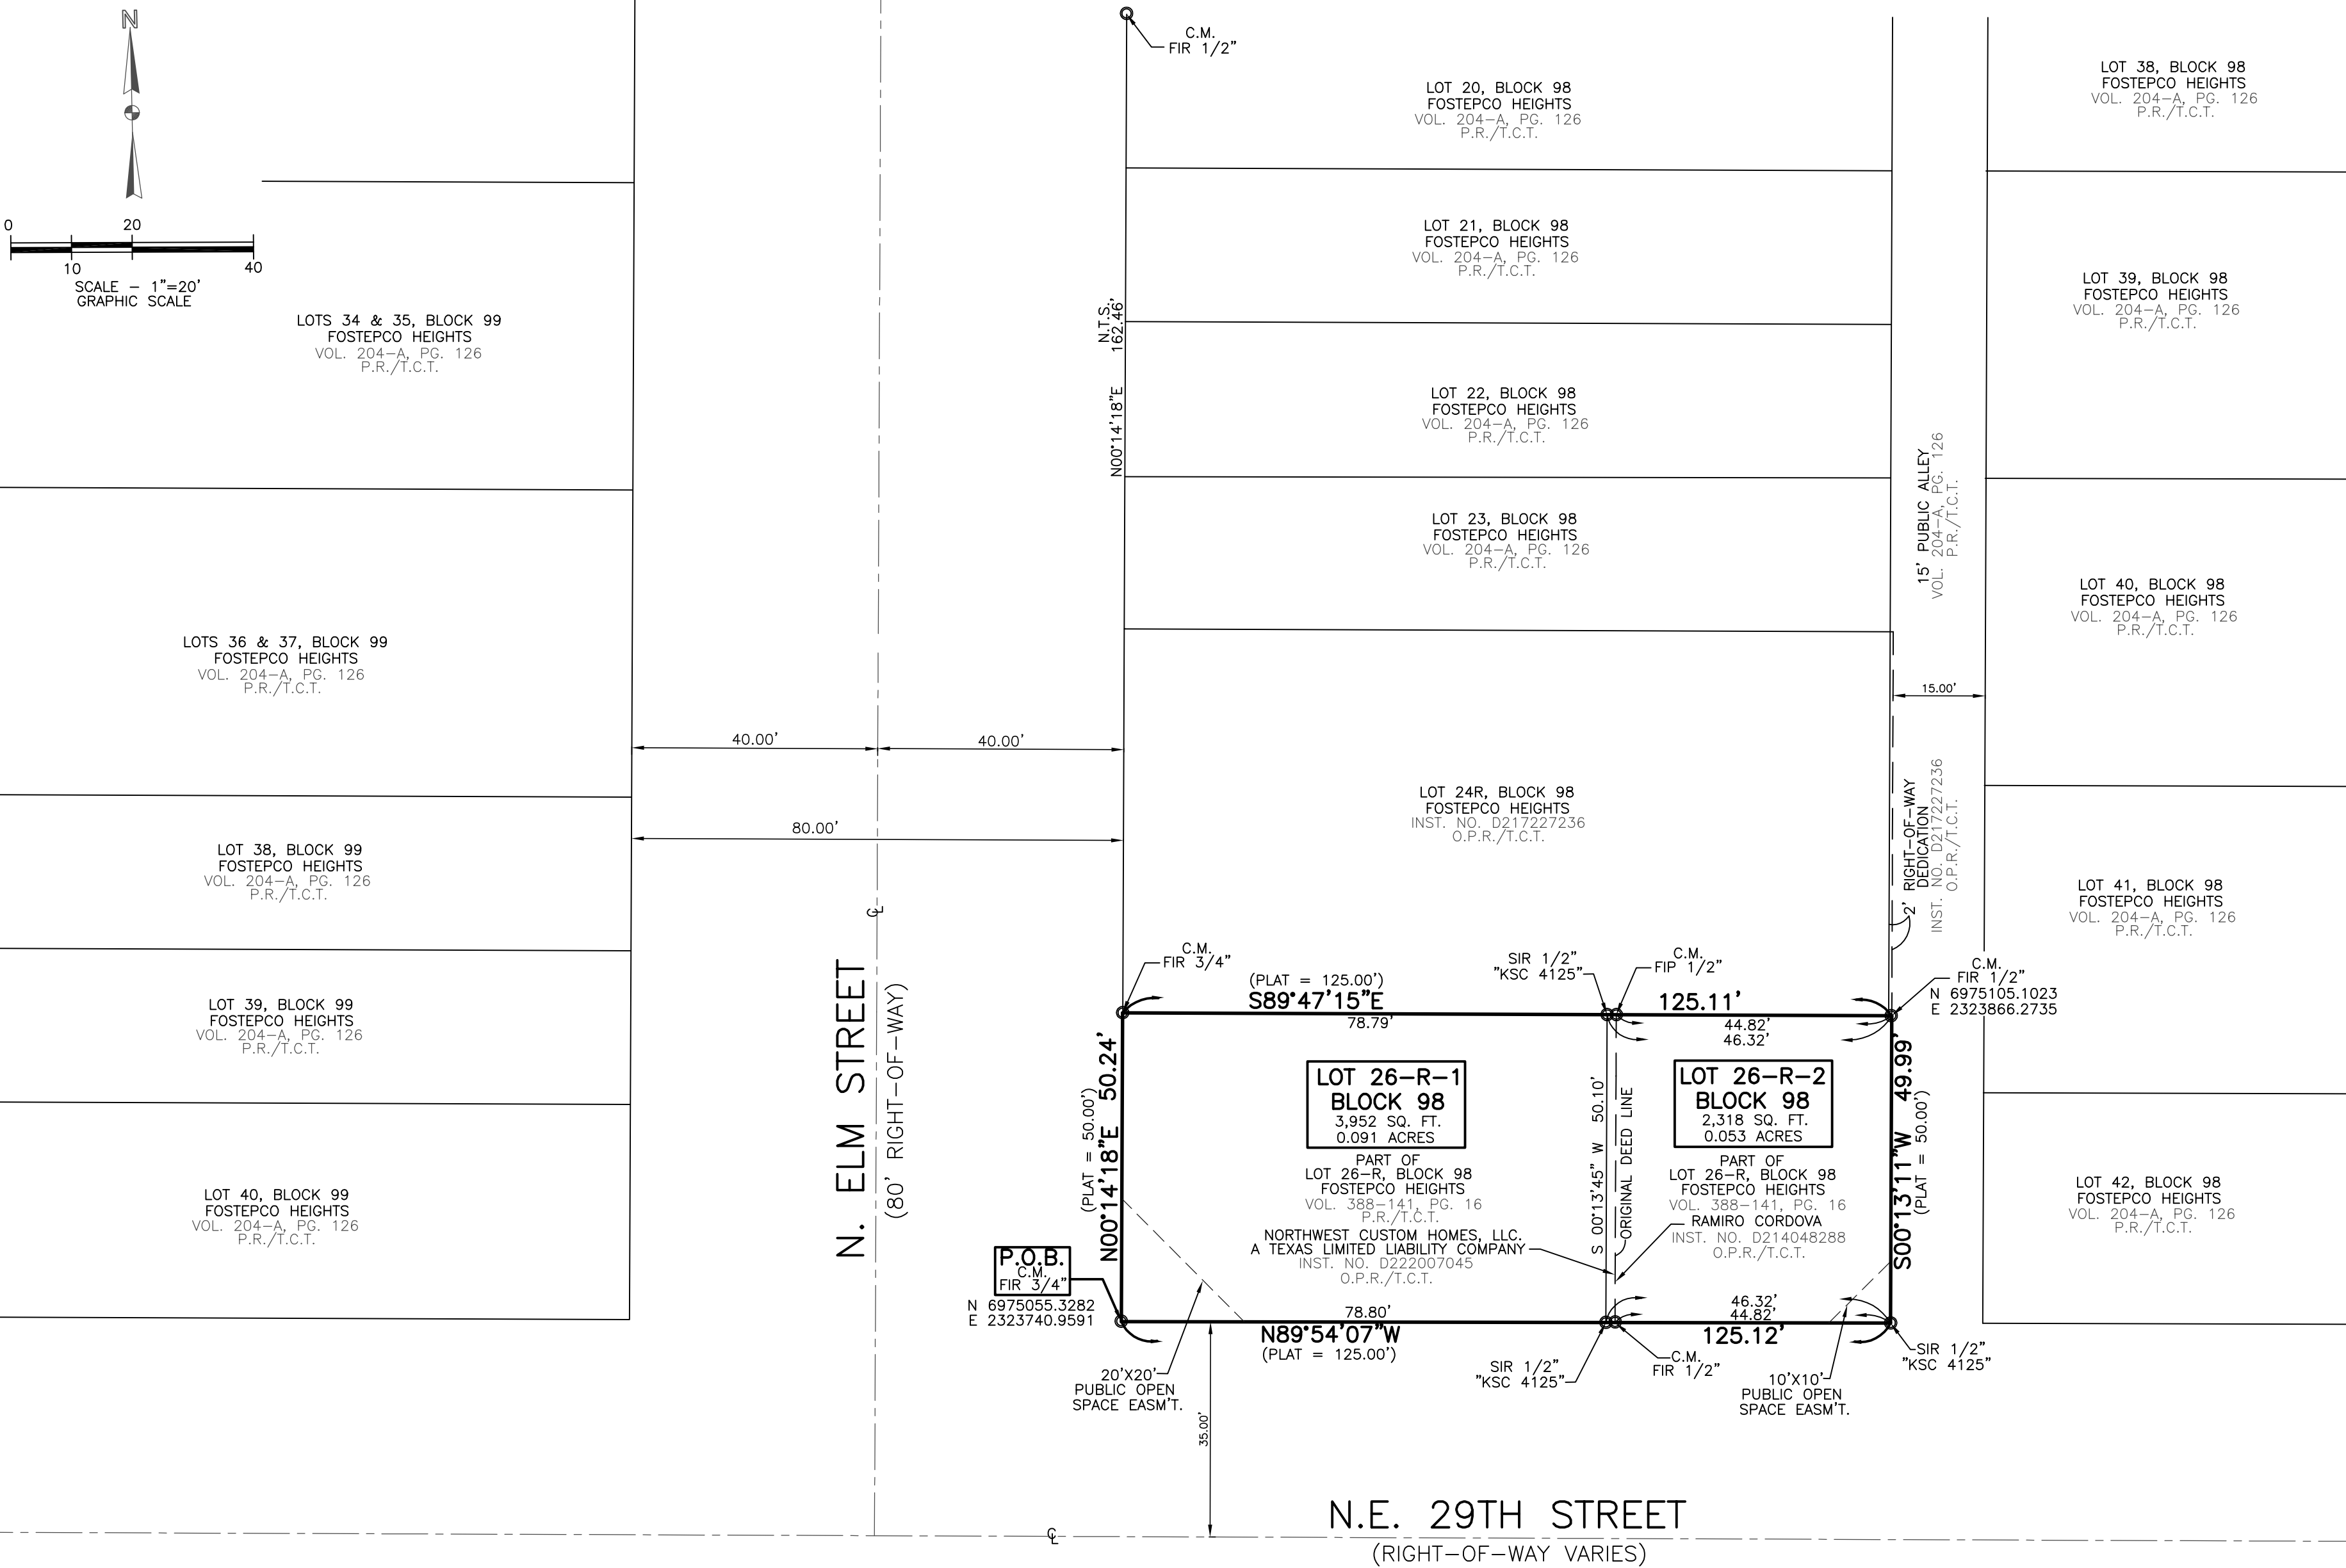 N
0
20
10
40
SCALE – 1"=20'
GRAPHIC SCALE
LOTS 34 & 35, BLOCK 99
FOSTEPCO HEIGHTS
VOL. 204–A, PG. 126
P.R./T.C.T.
LOTS 36 & 37, BLOCK 99
FOSTEPCO HEIGHTS
VOL. 204–A, PG. 126
P.R./T.C.T.
LOT 38, BLOCK 99
FOSTEPCO HEIGHTS
VOL. 204–A, PG. 126
P.R./T.C.T.
LOT 39, BLOCK 99
FOSTEPCO HEIGHTS
VOL. 204–A, PG. 126
P.R./T.C.T.
LOT 40, BLOCK 99
FOSTEPCO HEIGHTS
VOL. 204–A, PG. 126
P.R./T.C.T.
40.00'
40.00'
80.00'
CL
N. ELM STREET
(80' RIGHT–OF–WAY)
C.M.
FIR 1/2"
N.T.S.
162.46'
N00°14'18"E
LOT 20, BLOCK 98
FOSTEPCO HEIGHTS
VOL. 204–A, PG. 126
P.R./T.C.T.
LOT 21, BLOCK 98
FOSTEPCO HEIGHTS
VOL. 204–A, PG. 126
P.R./T.C.T.
LOT 22, BLOCK 98
FOSTEPCO HEIGHTS
VOL. 204–A, PG. 126
P.R./T.C.T.
LOT 23, BLOCK 98
FOSTEPCO HEIGHTS
VOL. 204–A, PG. 126
P.R./T.C.T.
LOT 24R, BLOCK 98
FOSTEPCO HEIGHTS
INST. NO. D217227236
O.P.R./T.C.T.
15' PUBLIC ALLEY
VOL. 204–A, PG. 126
P.R./T.C.T.
15.00'
2' RIGHT–OF–WAY
DEDICATION
INST. NO. D217227236
O.P.R./T.C.T.
LOT 38, BLOCK 98
FOSTEPCO HEIGHTS
VOL. 204–A, PG. 126
P.R./T.C.T.
LOT 39, BLOCK 98
FOSTEPCO HEIGHTS
VOL. 204–A, PG. 126
P.R./T.C.T.
LOT 40, BLOCK 98
FOSTEPCO HEIGHTS
VOL. 204–A, PG. 126
P.R./T.C.T.
LOT 41, BLOCK 98
FOSTEPCO HEIGHTS
VOL. 204–A, PG. 126
P.R./T.C.T.
LOT 42, BLOCK 98
FOSTEPCO HEIGHTS
VOL. 204–A, PG. 126
P.R./T.C.T.
C.M.
FIR 3/4"
(PLAT = 125.00')
S89°47'15"E
78.79'
SIR 1/2"
"KSC 4125"
C.M.
FIP 1/2"
125.11'
44.82'
46.32'
C.M.
FIR 1/2"
N 6975105.1023
E 2323866.2735
N00°14'18"E 50.24'
(PLAT = 50.00')
LOT 26–R–1
BLOCK 98
3,952 SQ. FT.
0.091 ACRES
PART OF
LOT 26–R, BLOCK 98
FOSTEPCO HEIGHTS
VOL. 388–141, PG. 16
P.R./T.C.T.
NORTHWEST CUSTOM HOMES, LLC.
A TEXAS LIMITED LIABILITY COMPANY
INST. NO. D222007045
O.P.R./T.C.T.
S 00°13'45" W 50.10'
ORIGINAL DEED LINE
LOT 26–R–2
BLOCK 98
2,318 SQ. FT.
0.053 ACRES
PART OF
LOT 26–R, BLOCK 98
FOSTEPCO HEIGHTS
VOL. 388–141, PG. 16
RAMIRO CORDOVA
INST. NO. D214048288
O.P.R./T.C.T.
S00°13'11"W 49.99'
(PLAT = 50.00')
P.O.B.
C.M.
FIR 3/4"
N 6975055.3282
E 2323740.9591
78.80'
N89°54'07"W
(PLAT = 125.00')
46.32'
44.82'
125.12'
20'X20'
PUBLIC OPEN
SPACE EASM'T.
35.00'
SIR 1/2"
"KSC 4125"
C.M.
FIR 1/2"
10'X10'
PUBLIC OPEN
SPACE EASM'T.
SIR 1/2"
"KSC 4125"
CL
N.E. 29TH STREET
(RIGHT–OF–WAY VARIES)